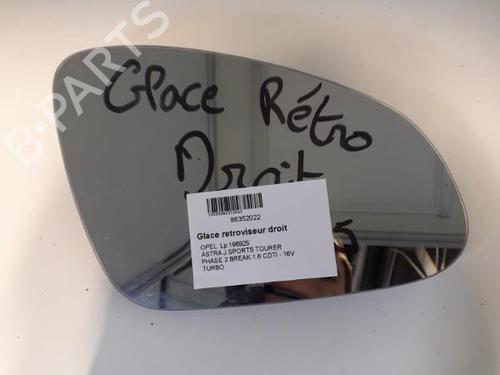 B-PARTS
Glace Rétro
Droit
86352022
Glace retroviseur droit
OPEL Lp:196925
ASTRA J SPORTS TOURER
PHASE 2 BREAK 1.6 CDTI - 16V
TURBO